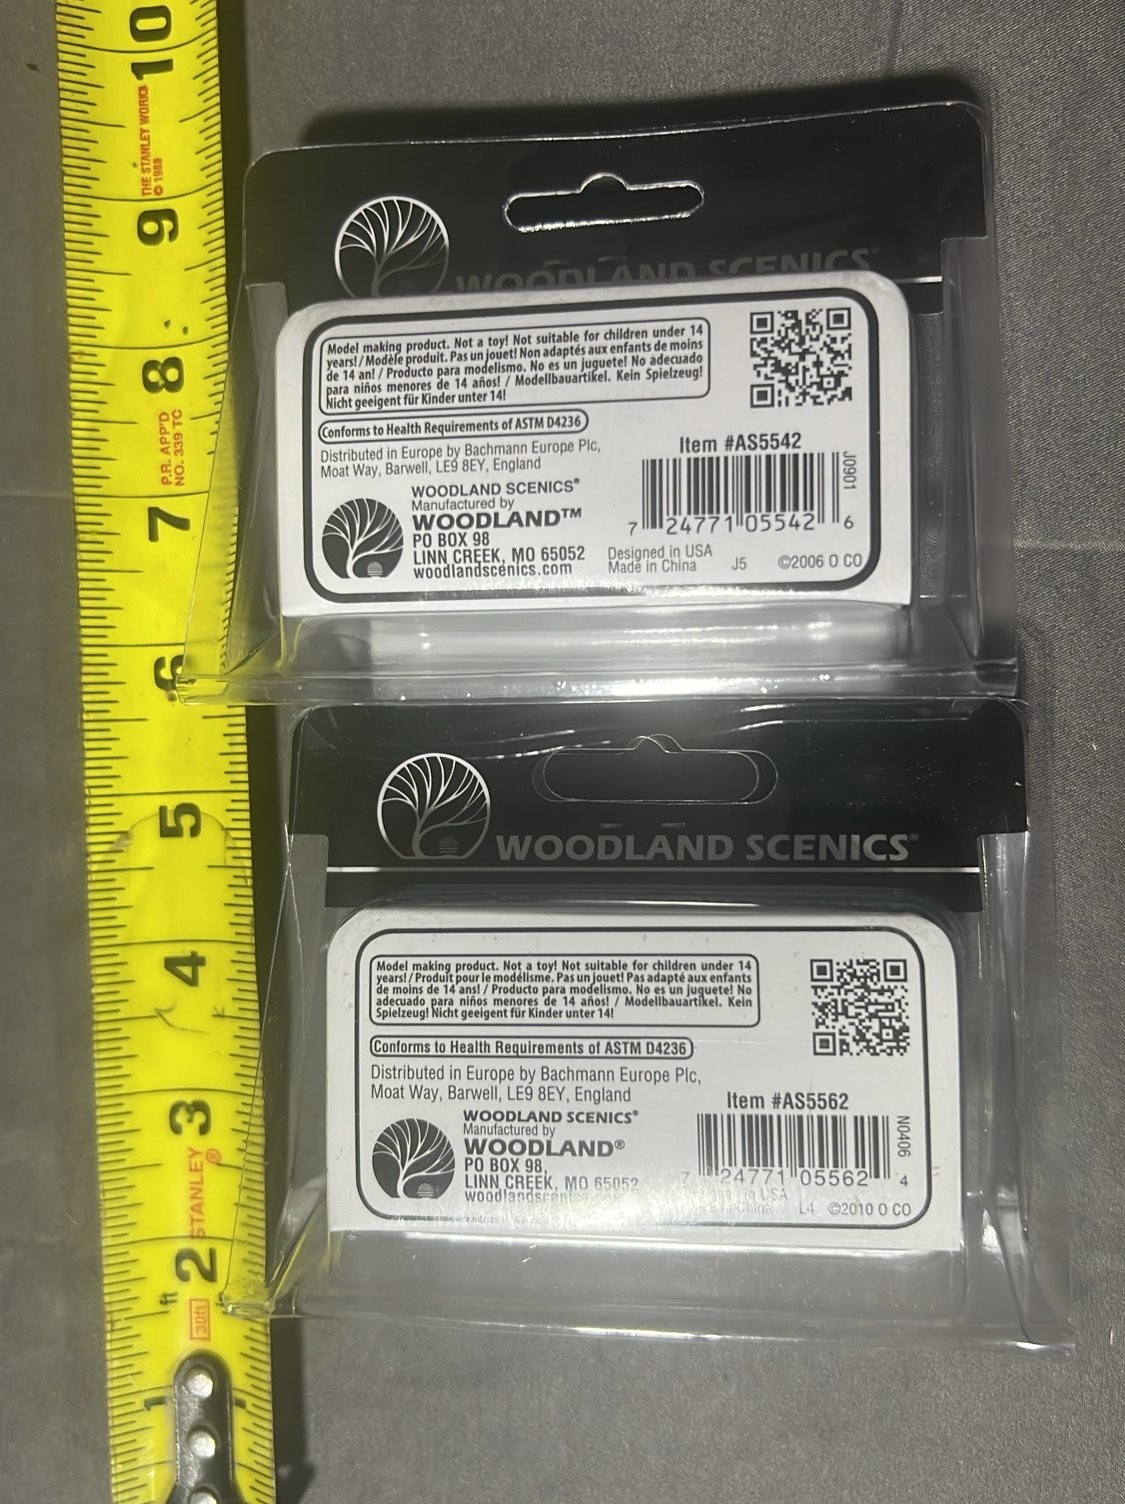 10
THE STANLEY WORKS
© 1989
9
8
P.R. APP'D
NO. 339 TC
7
6
5
4
3
STANLEY®
2
ft
30ft
1
WOODLAND SCENICS®
Model making product. Not a toy! Not suitable for children under 14
years! / Modèle produit. Pas un jouet! Non adaptés aux enfants de moins
de 14 an! / Producto para modelismo. No es un juguete! No adecuado
para niños menores de 14 años! / Modellbauartikel. Kein Spielzeug!
Nicht geeigent für Kinder unter 14!
Conforms to Health Requirements of ASTM D4236
Distributed in Europe by Bachmann Europe Plc,
Moat Way, Barwell, LE9 8EY, England
WOODLAND SCENICS®
Manufactured by
WOODLAND™
PO BOX 98
LINN CREEK, MO 65052
woodlandscenics.com
Item #AS5542
J0901
7 24771 05542 6
Designed in USA
Made in China J5 ©2006 O CO
WOODLAND SCENICS®
Model making product. Not a toy! Not suitable for children under 14
years! / Produit pour le modélisme. Pas un jouet! Pas adapté aux enfants
de moins de 14 ans! / Producto para modelismo. No es un juguete! No
adecuado para niños menores de 14 años! / Modellbauartikel. Kein
Spielzeug! Nicht geeigent für Kinder unter 14!
Conforms to Health Requirements of ASTM D4236
Distributed in Europe by Bachmann Europe Plc,
Moat Way, Barwell, LE9 8EY, England
WOODLAND SCENICS®
Manufactured by
WOODLAND®
PO BOX 98,
LINN CREEK, MO 65052
Item #AS5562
N0406
7 24771 05562 4
in USA
China L4 ©2010 O CO